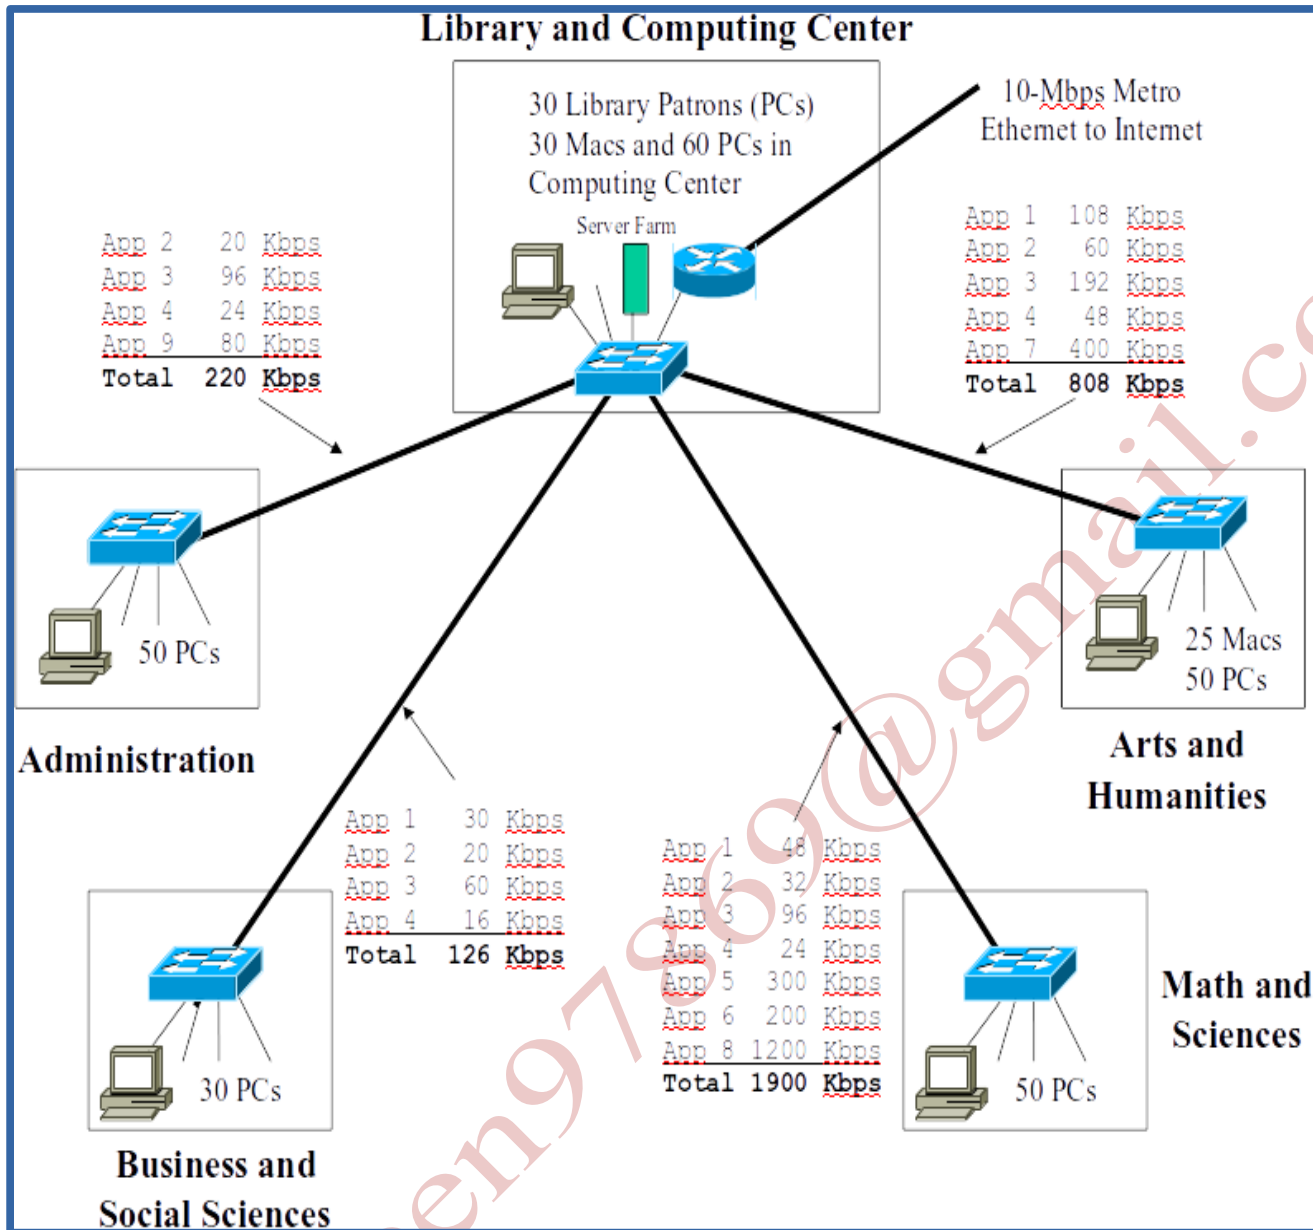 Library and Computing Center
30 Library Patrons (PCs)
30 Macs and 60 PCs in
Computing Center
Server Farm
10-Mbps Metro
Ethernet to Internet
App 2 20 Kbps
App 3 96 Kbps
App 4 24 Kbps
App 9 80 Kbps
Total 220 Kbps
App 1 108 Kbps
App 2 60 Kbps
App 3 192 Kbps
App 4 48 Kbps
App 7 400 Kbps
Total 808 Kbps
50 PCs
Administration
25 Macs
50 PCs
Arts and
Humanities
App 1 30 Kbps
App 2 20 Kbps
App 3 60 Kbps
App 4 16 Kbps
Total 126 Kbps
App 1 48 Kbps
App 2 32 Kbps
App 3 96 Kbps
App 4 24 Kbps
App 5 300 Kbps
App 6 200 Kbps
App 8 1200 Kbps
Total 1900 Kbps
30 PCs
Business and
Social Sciences
50 PCs
Math and
Sciences
en97869@gmail.co